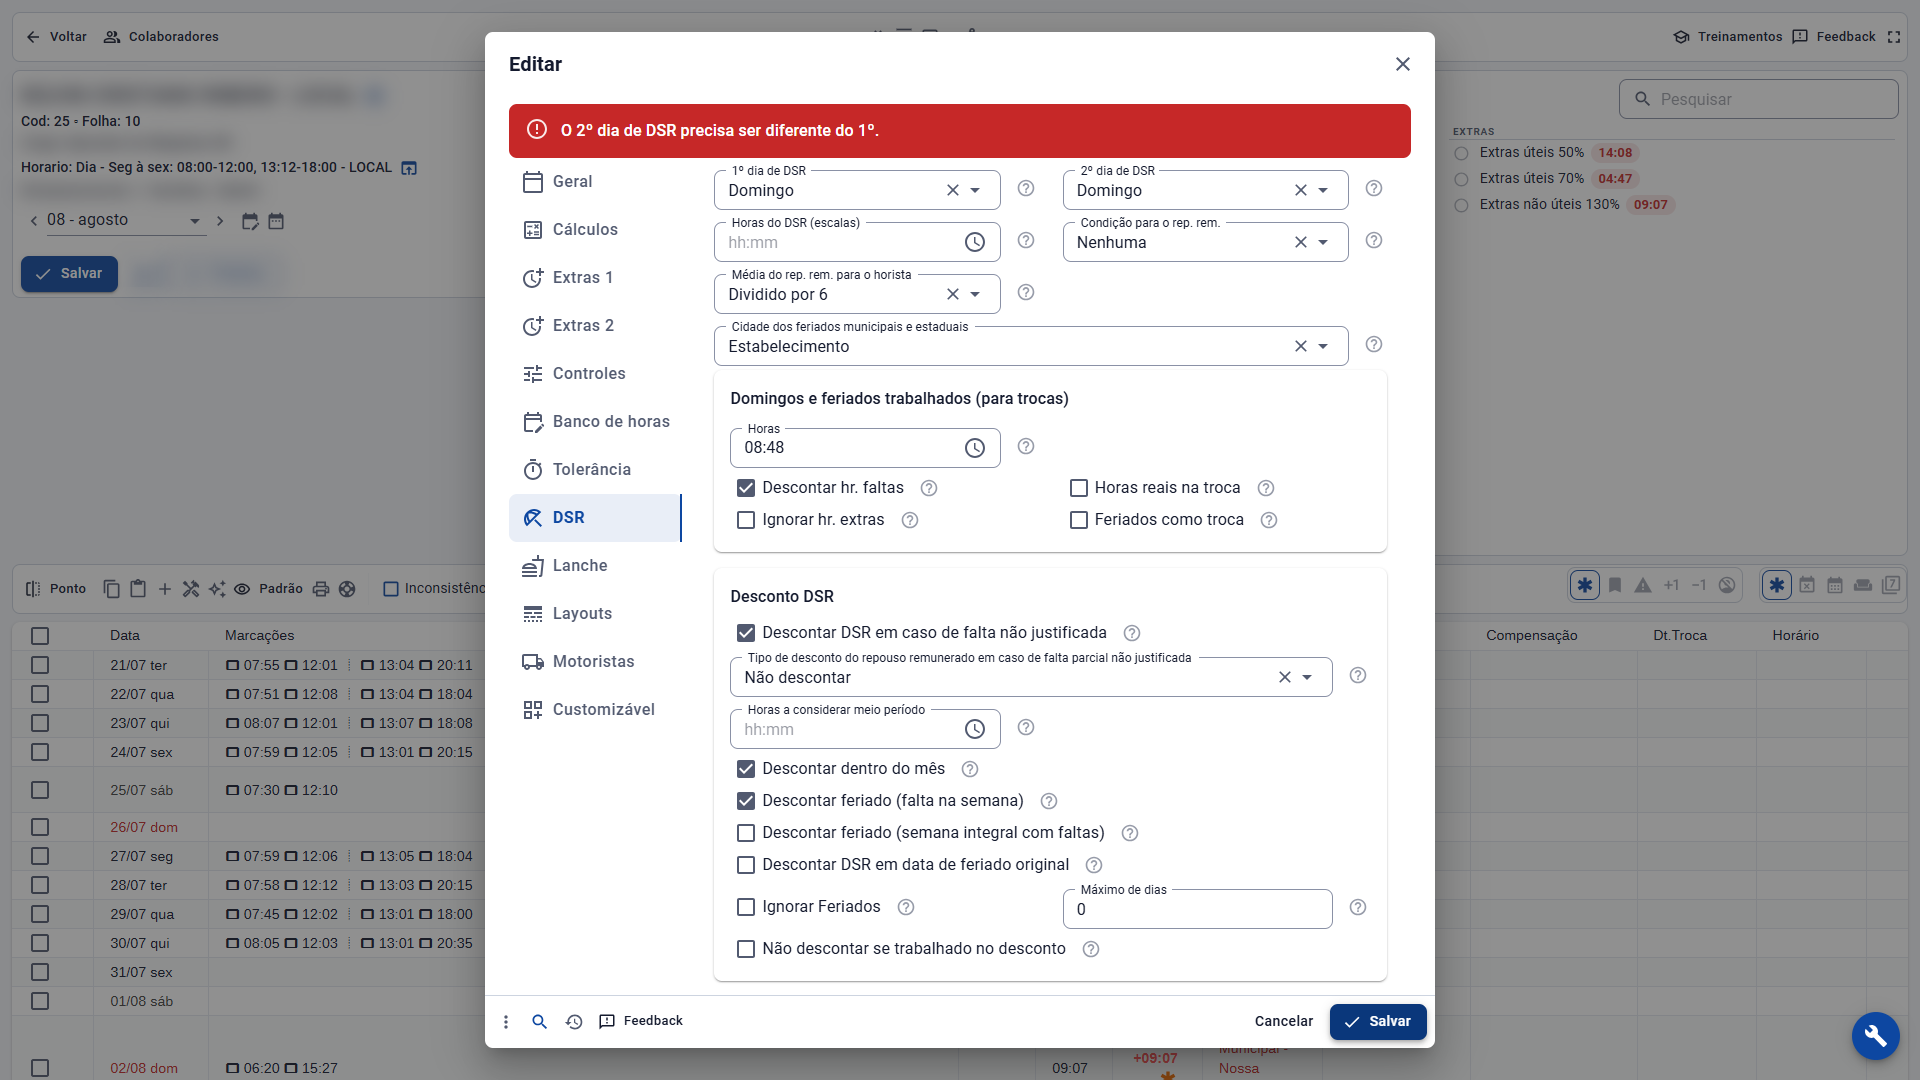 Voltar
Colaboradores
Treinamentos
Feedback
Cod: 25 - Folha: 10
Horario: Dia - Seg à sex: 08:00-12:00, 13:12-18:00 - LOCAL
08 - agosto
Salvar
Pesquisar
EXTRAS
Extras úteis 50% 14:08
Extras úteis 70% 04:47
Extras não úteis 130% 09:07
Editar
O 2º dia de DSR precisa ser diferente do 1º.
Geral
Cálculos
Extras 1
Extras 2
Controles
Banco de horas
Tolerância
DSR
Lanche
Layouts
Motoristas
Customizável
1º dia de DSR
Domingo
2º dia de DSR
Domingo
Horas do DSR (escalas)
hh:mm
Condição para o rep. rem.
Nenhuma
Média do rep. rem. para o horista
Dividido por 6
Cidade dos feriados municipais e estaduais
Estabelecimento
Domingos e feriados trabalhados (para trocas)
Horas
08:48
Descontar hr. faltas
Horas reais na troca
Ignorar hr. extras
Feriados como troca
Desconto DSR
Descontar DSR em caso de falta não justificada
Tipo de desconto do repouso remunerado em caso de falta parcial não justificada
Não descontar
Horas a considerar meio período
hh:mm
Descontar dentro do mês
Descontar feriado (falta na semana)
Descontar feriado (semana integral com faltas)
Descontar DSR em data de feriado original
Ignorar Feriados
Máximo de dias
0
Não descontar se trabalhado no desconto
Feedback
Cancelar
Salvar
Ponto
Padrão
Inconsistênc
+1
−1
7
Data Marcações Compensação Dt.Troca Horário
21/07 ter 07:55 12:01 13:04 20:11
22/07 qua 07:51 12:08 13:04 18:04
23/07 qui 08:07 12:01 13:07 18:08
24/07 sex 07:59 12:05 13:01 20:15
25/07 sáb 07:30 12:10
26/07 dom
27/07 seg 07:59 12:06 13:05 18:04
28/07 ter 07:58 12:12 13:03 20:15
29/07 qua 07:45 12:02 13:01 18:00
30/07 qui 08:05 12:03 13:01 20:35
31/07 sex
01/08 sáb
02/08 dom 06:20 15:27 09:07 +09:07
Municipal -
Nossa